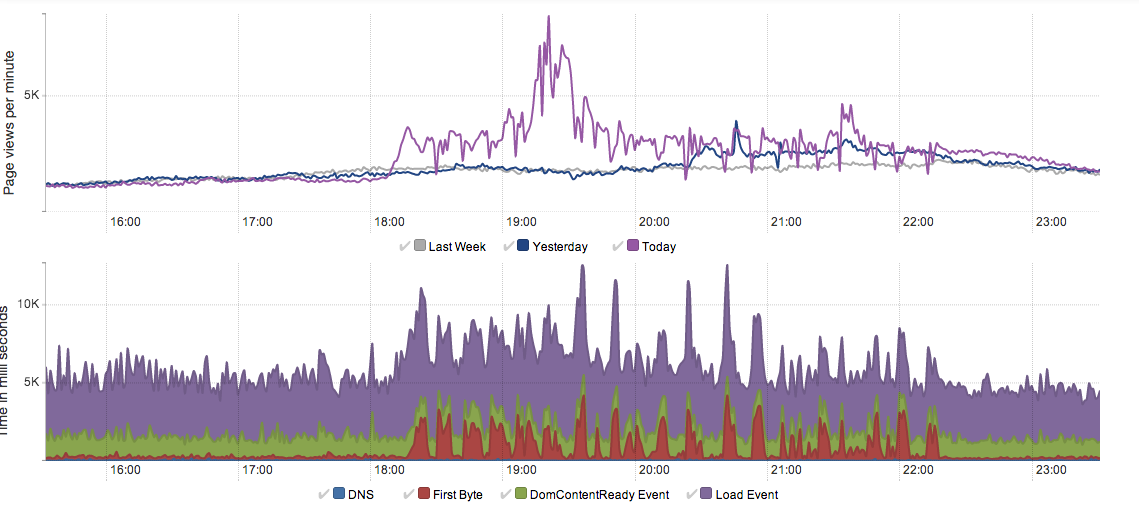 Page views per minute
5K
16:00 17:00 18:00 19:00 20:00 21:00 22:00 23:00
Last Week Yesterday Today
Time in milli seconds
10K
5K
16:00 17:00 18:00 19:00 20:00 21:00 22:00 23:00
DNS First Byte DomContentReady Event Load Event